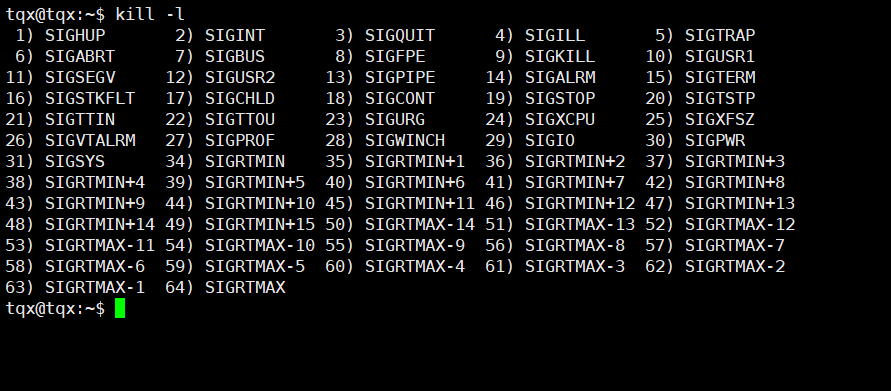 tqx@tqx:~$ kill -l
 1) SIGHUP       2) SIGINT       3) SIGQUIT      4) SIGILL       5) SIGTRAP
 6) SIGABRT      7) SIGBUS       8) SIGFPE       9) SIGKILL     10) SIGUSR1
11) SIGSEGV     12) SIGUSR2     13) SIGPIPE     14) SIGALRM     15) SIGTERM
16) SIGSTKFLT   17) SIGCHLD     18) SIGCONT     19) SIGSTOP     20) SIGTSTP
21) SIGTTIN     22) SIGTTOU     23) SIGURG      24) SIGXCPU     25) SIGXFSZ
26) SIGVTALRM   27) SIGPROF     28) SIGWINCH    29) SIGIO       30) SIGPWR
31) SIGSYS      34) SIGRTMIN    35) SIGRTMIN+1  36) SIGRTMIN+2  37) SIGRTMIN+3
38) SIGRTMIN+4  39) SIGRTMIN+5  40) SIGRTMIN+6  41) SIGRTMIN+7  42) SIGRTMIN+8
43) SIGRTMIN+9  44) SIGRTMIN+10 45) SIGRTMIN+11 46) SIGRTMIN+12 47) SIGRTMIN+13
48) SIGRTMIN+14 49) SIGRTMIN+15 50) SIGRTMAX-14 51) SIGRTMAX-13 52) SIGRTMAX-12
53) SIGRTMAX-11 54) SIGRTMAX-10 55) SIGRTMAX-9  56) SIGRTMAX-8  57) SIGRTMAX-7
58) SIGRTMAX-6  59) SIGRTMAX-5  60) SIGRTMAX-4  61) SIGRTMAX-3  62) SIGRTMAX-2
63) SIGRTMAX-1  64) SIGRTMAX
tqx@tqx:~$